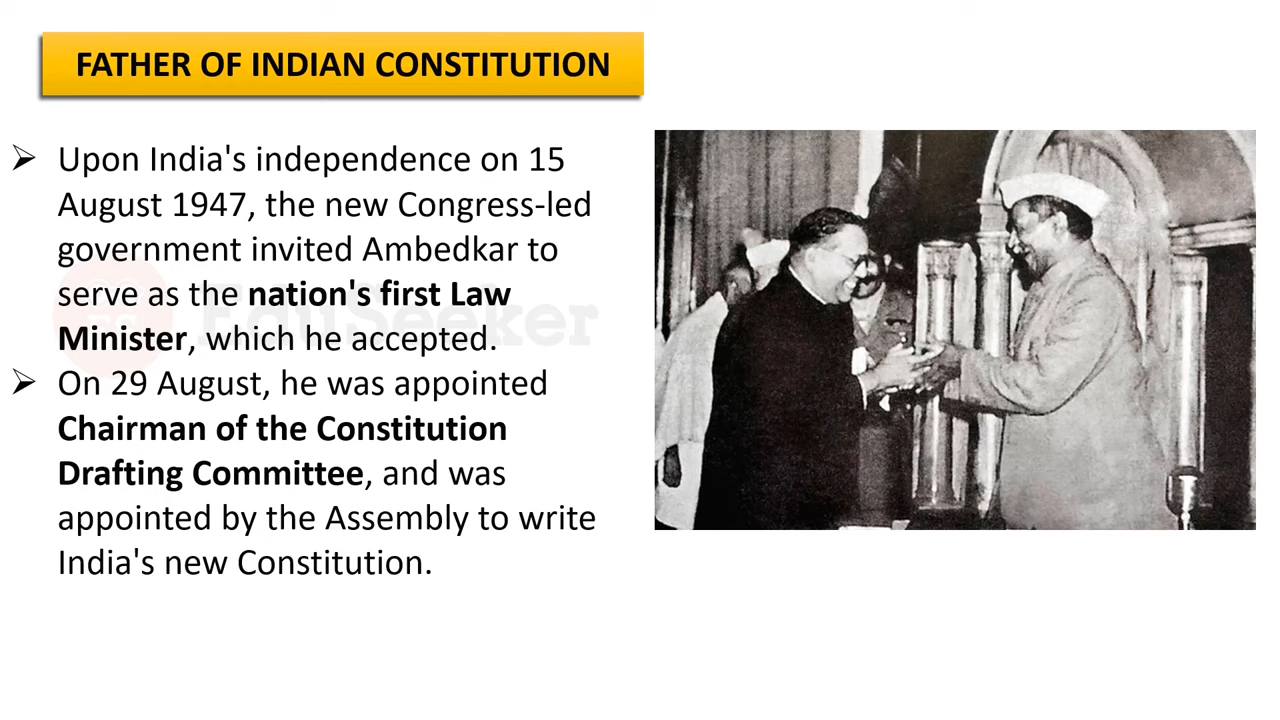 FATHER OF INDIAN CONSTITUTION
➢ Upon India's independence on 15
August 1947, the new Congress-led
government invited Ambedkar to
serve as the nation's first Law
Minister, which he accepted.
➢ On 29 August, he was appointed
Chairman of the Constitution
Drafting Committee, and was
appointed by the Assembly to write
India's new Constitution.
EduSeeker